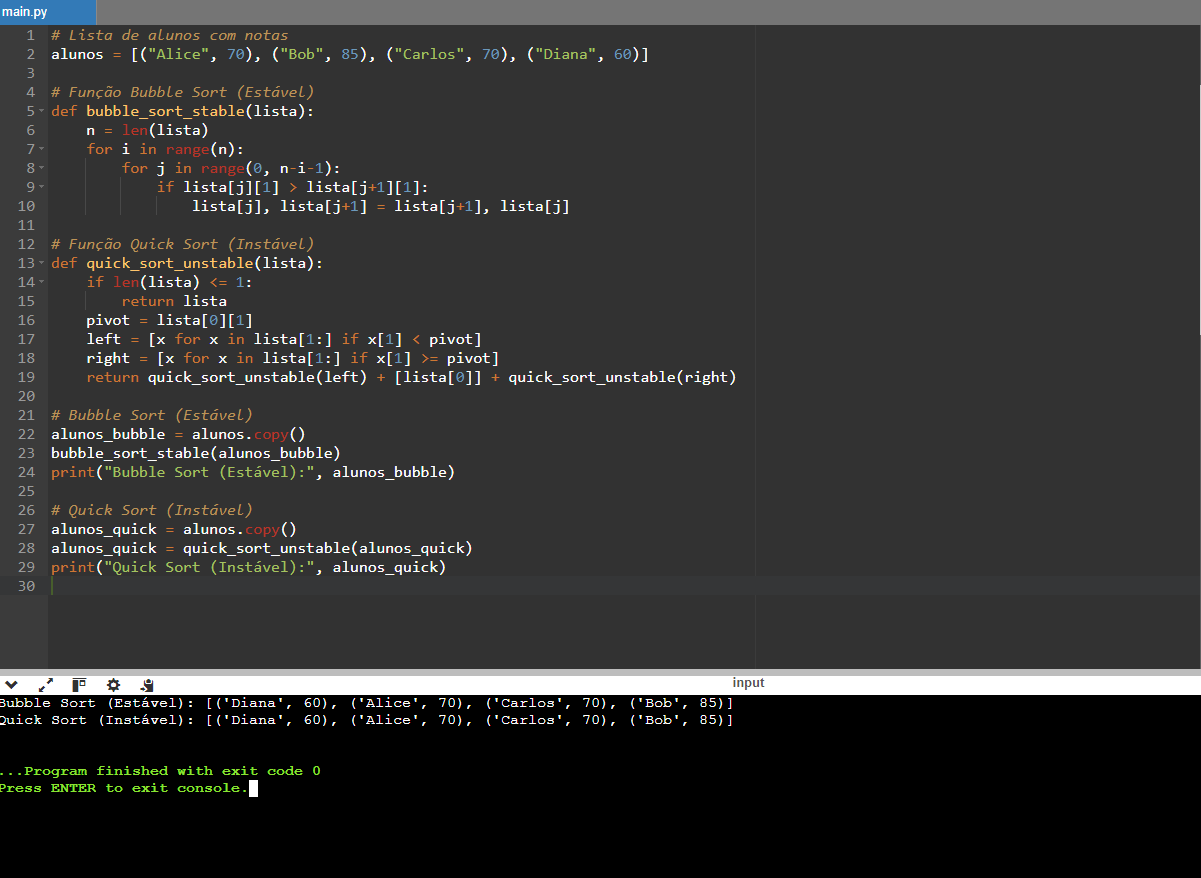 main.py
1 # Lista de alunos com notas
2 alunos = [("Alice", 70), ("Bob", 85), ("Carlos", 70), ("Diana", 60)]
3
4 # Função Bubble Sort (Estável)
5 def bubble_sort_stable(lista):
6     n = len(lista)
7     for i in range(n):
8         for j in range(0, n-i-1):
9             if lista[j][1] > lista[j+1][1]:
10                 lista[j], lista[j+1] = lista[j+1], lista[j]
11
12 # Função Quick Sort (Instável)
13 def quick_sort_unstable(lista):
14     if len(lista) <= 1:
15         return lista
16     pivot = lista[0][1]
17     left = [x for x in lista[1:] if x[1] < pivot]
18     right = [x for x in lista[1:] if x[1] >= pivot]
19     return quick_sort_unstable(left) + [lista[0]] + quick_sort_unstable(right)
20
21 # Bubble Sort (Estável)
22 alunos_bubble = alunos.copy()
23 bubble_sort_stable(alunos_bubble)
24 print("Bubble Sort (Estável):", alunos_bubble)
25
26 # Quick Sort (Instável)
27 alunos_quick = alunos.copy()
28 alunos_quick = quick_sort_unstable(alunos_quick)
29 print("Quick Sort (Instável):", alunos_quick)
30
input
Bubble Sort (Estável): [('Diana', 60), ('Alice', 70), ('Carlos', 70), ('Bob', 85)]
Quick Sort (Instável): [('Diana', 60), ('Alice', 70), ('Carlos', 70), ('Bob', 85)]
...Program finished with exit code 0
Press ENTER to exit console.